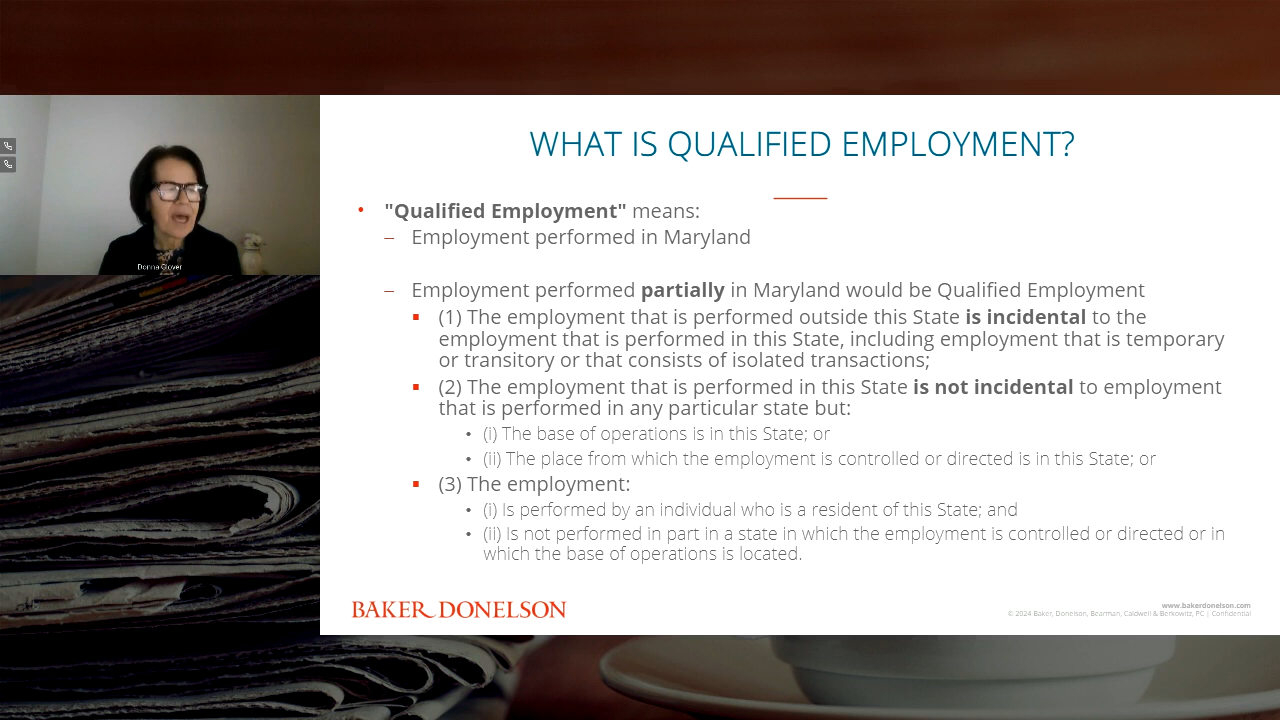 WHAT IS QUALIFIED EMPLOYMENT?
• "Qualified Employment" means:
– Employment performed in Maryland
– Employment performed partially in Maryland would be Qualified Employment
▪ (1) The employment that is performed outside this State is incidental to the
employment that is performed in this State, including employment that is temporary
or transitory or that consists of isolated transactions;
▪ (2) The employment that is performed in this State is not incidental to employment
that is performed in any particular state but:
• (i) The base of operations is in this State; or
• (ii) The place from which the employment is controlled or directed is in this State; or
▪ (3) The employment:
• (i) Is performed by an individual who is a resident of this State; and
• (ii) Is not performed in part in a state in which the employment is controlled or directed or in
which the base of operations is located.
Donna Glover
BAKER DONELSON
www.bakerdonelson.com
© 2024 Baker, Donelson, Bearman, Caldwell & Berkowitz, PC | Confidential